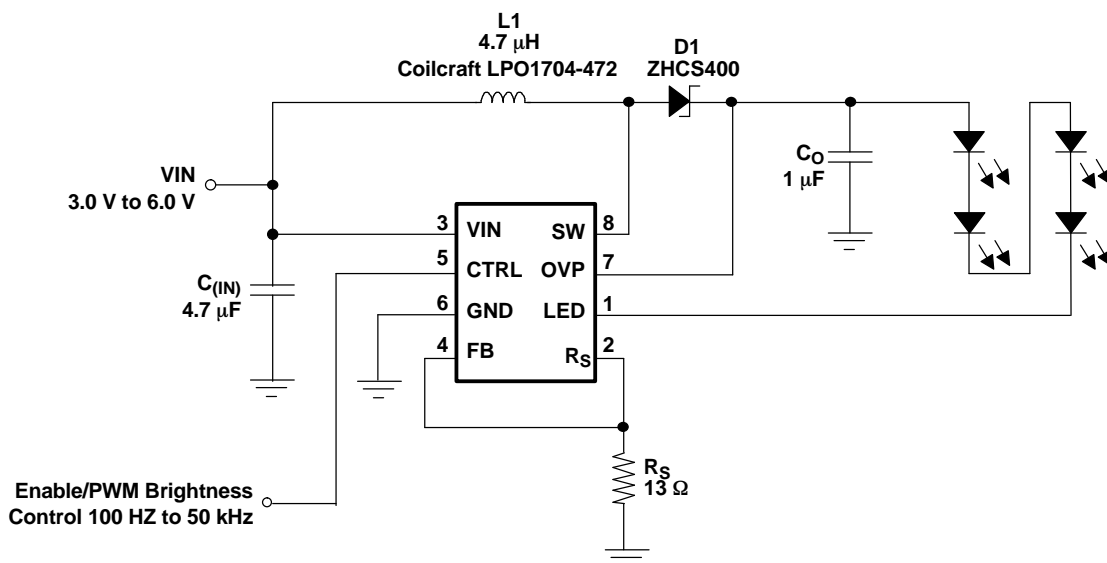 L1
4.7 μH
Coilcraft LPO1704-472
D1
ZHCS400
VIN
3.0 V to 6.0 V
CO
1 μF
3 VIN SW 8
5 CTRL OVP 7
6 GND LED 1
4 FB RS 2
C(IN)
4.7 μF
RS
13 Ω
Enable/PWM Brightness
Control 100 HZ to 50 kHz